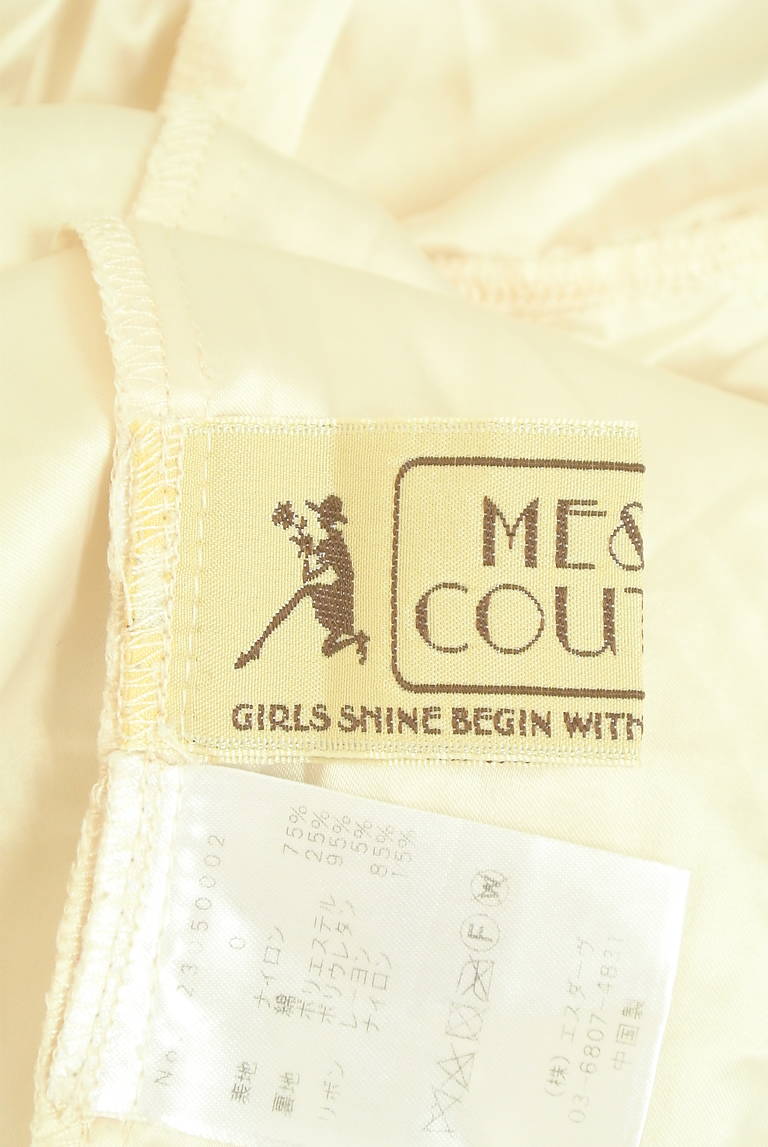 ME&
COUT
GIRLS SHINE BEGIN WITH
No. 23050002
0
表地 ナイロン 75%
綿 25%
裏地 ポリエステル 95%
ポリウレタン 5%
リボン レーヨン 85%
ナイロン 15%
W
F
(株)エスダーヴ
03-6807-4831
中国製